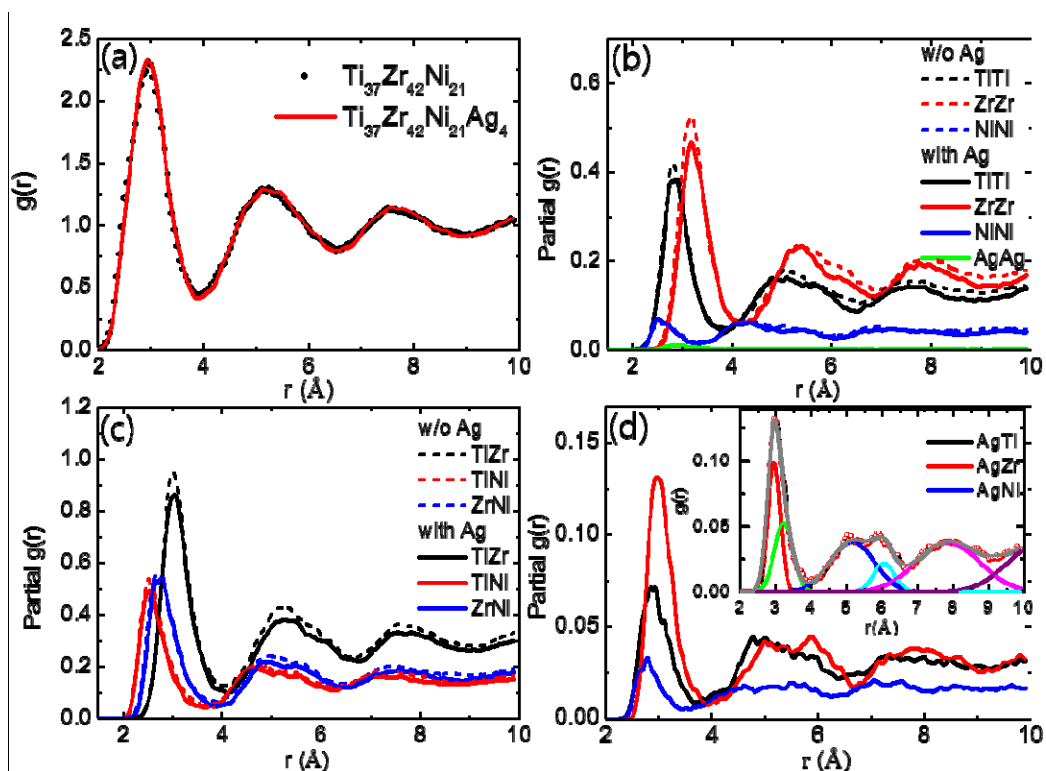 (a)
Ti37Zr42Ni21
Ti37Zr42Ni21Ag4
g(r)
2.5
2.0
1.5
1.0
0.5
0.0
2 4 6 8 10
r (Å)
(b)
w/o Ag
TiTi
ZrZr
NiNi
with Ag
TiTi
ZrZr
NiNi
AgAg
Partial g(r)
0.6
0.4
0.2
0.0
2 4 6 8 10
r (Å)
(c)
w/o Ag
TiZr
TiNi
ZrNi
with Ag
TiZr
TiNi
ZrNi
Partial g(r)
1.2
1.0
0.8
0.6
0.4
0.2
0.0
2 4 6 8 10
r (Å)
(d)
AgTi
AgZr
AgNi
Partial g(r)
0.15
0.10
0.05
0.00
2 4 6 8 10
r (Å)
g(r)
0.10
0.05
0.00
2 3 4 5 6 7 8 9 10
r(Å)